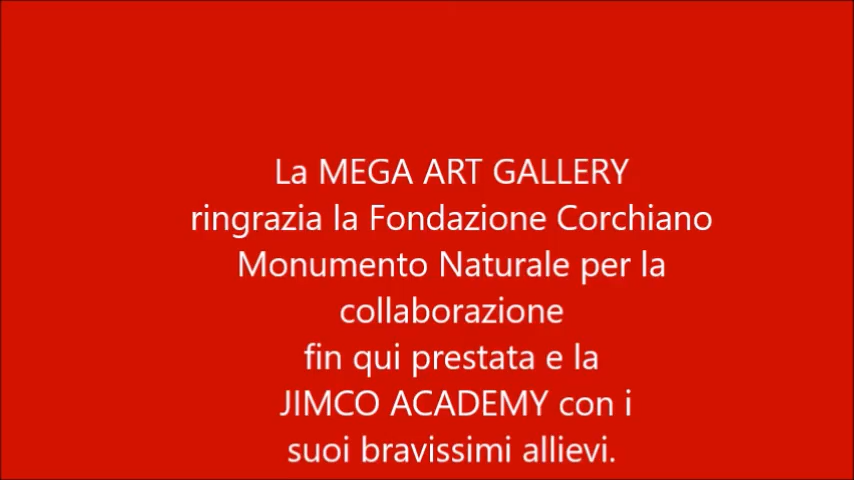 La MEGA ART GALLERY
ringrazia la Fondazione Corchiano
Monumento Naturale per la
collaborazione
fin qui prestata e la
JIMCO ACADEMY con i
suoi bravissimi allievi.